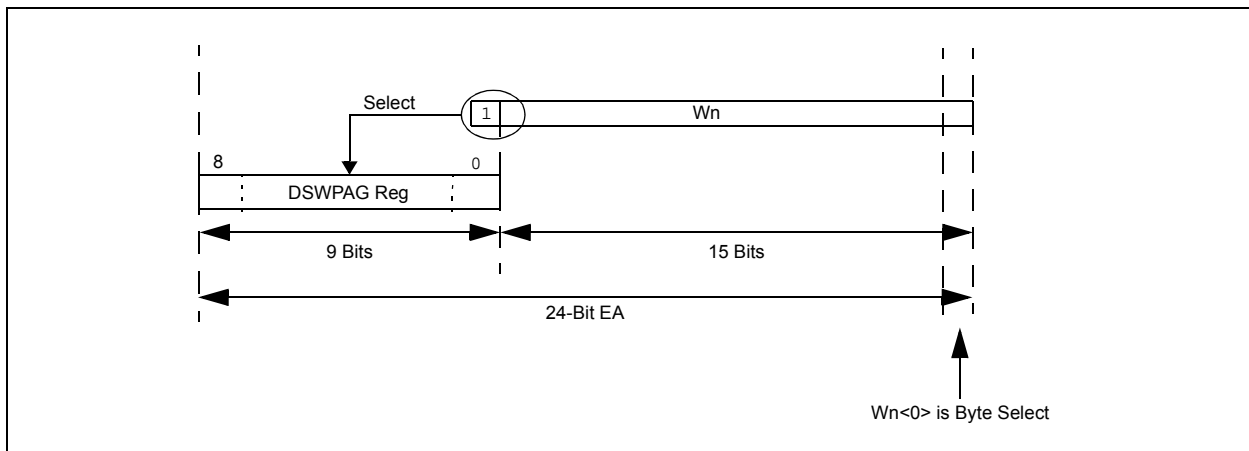 Select
1
Wn
8
0
DSWPAG Reg
9 Bits
15 Bits
24-Bit EA
Wn<0> is Byte Select